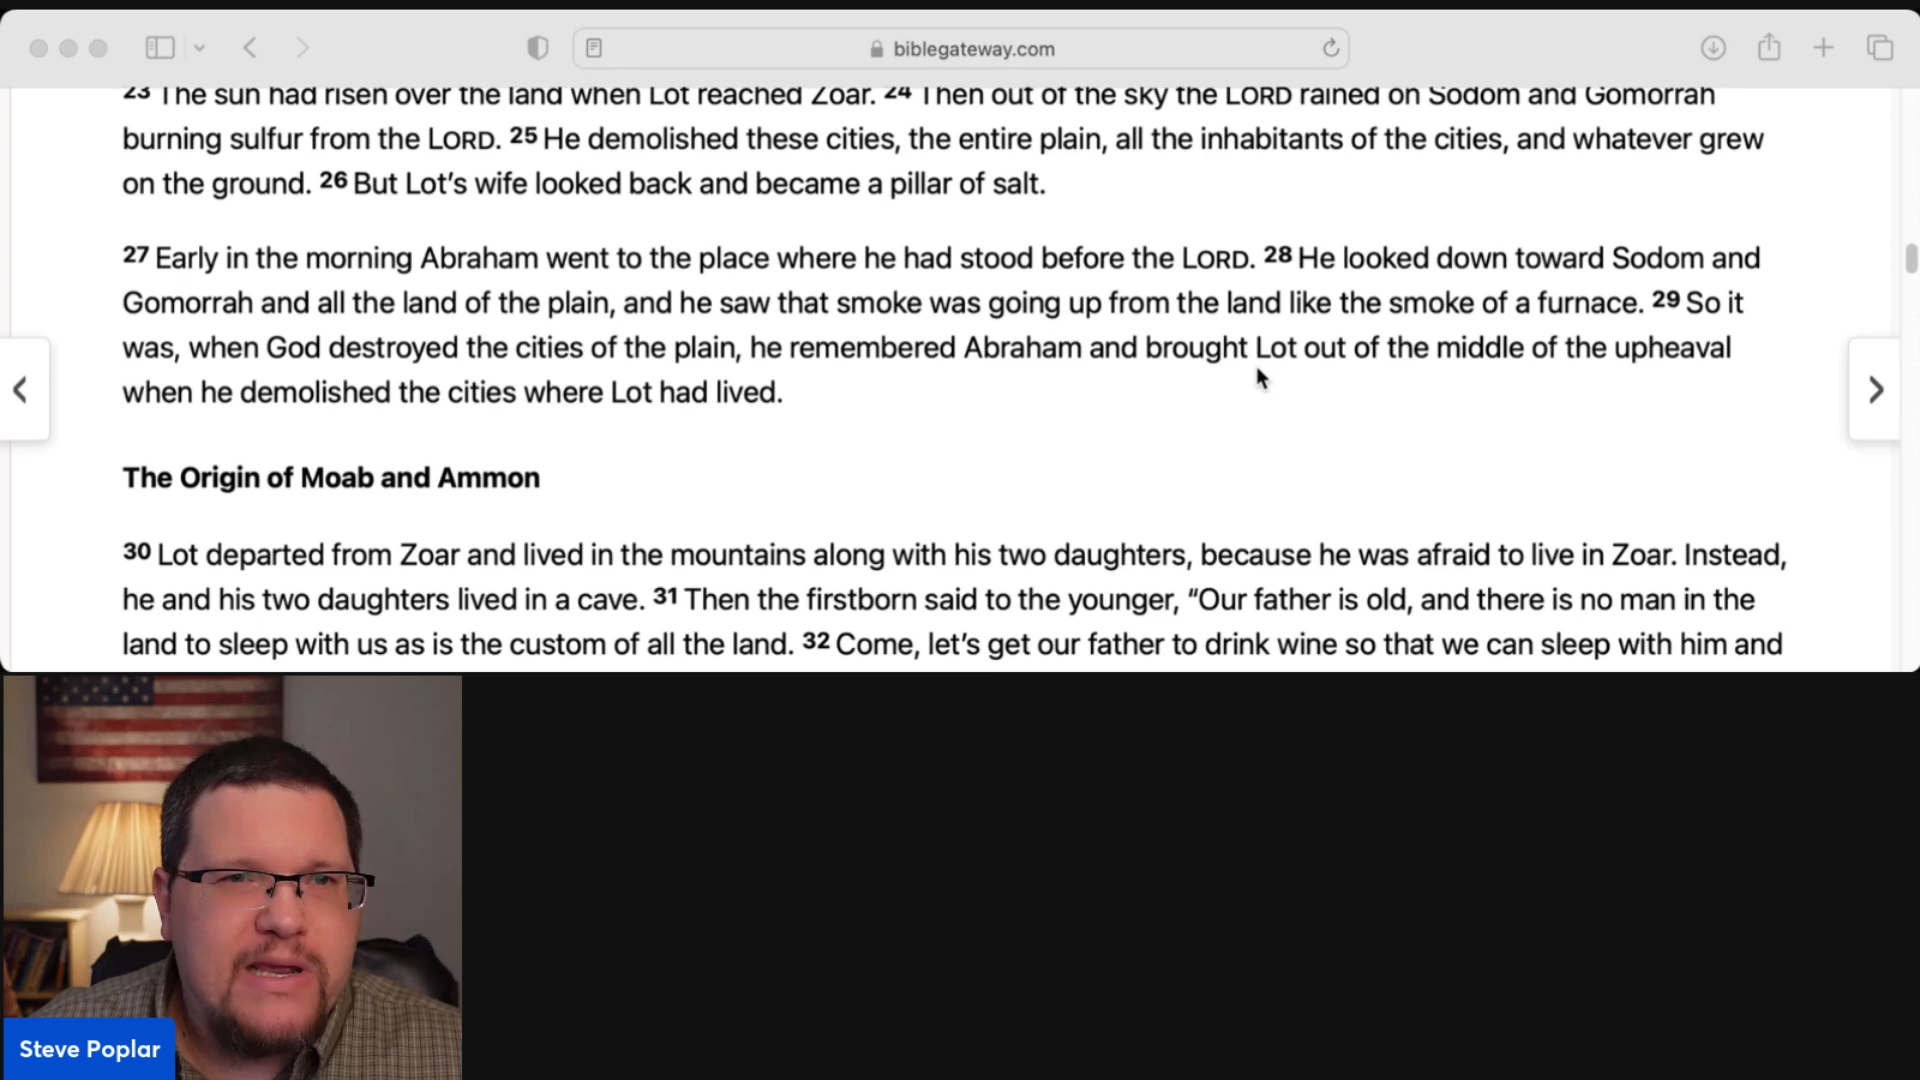 biblegateway.com
23 The sun had risen over the land when Lot reached Zoar. 24 Then out of the sky the LORD rained on Sodom and Gomorrah
burning sulfur from the LORD. 25 He demolished these cities, the entire plain, all the inhabitants of the cities, and whatever grew
on the ground. 26 But Lot’s wife looked back and became a pillar of salt.
27 Early in the morning Abraham went to the place where he had stood before the LORD. 28 He looked down toward Sodom and
Gomorrah and all the land of the plain, and he saw that smoke was going up from the land like the smoke of a furnace. 29 So it
was, when God destroyed the cities of the plain, he remembered Abraham and brought Lot out of the middle of the upheaval
when he demolished the cities where Lot had lived.
The Origin of Moab and Ammon
30 Lot departed from Zoar and lived in the mountains along with his two daughters, because he was afraid to live in Zoar. Instead,
he and his two daughters lived in a cave. 31 Then the firstborn said to the younger, “Our father is old, and there is no man in the
land to sleep with us as is the custom of all the land. 32 Come, let’s get our father to drink wine so that we can sleep with him and
Steve Poplar